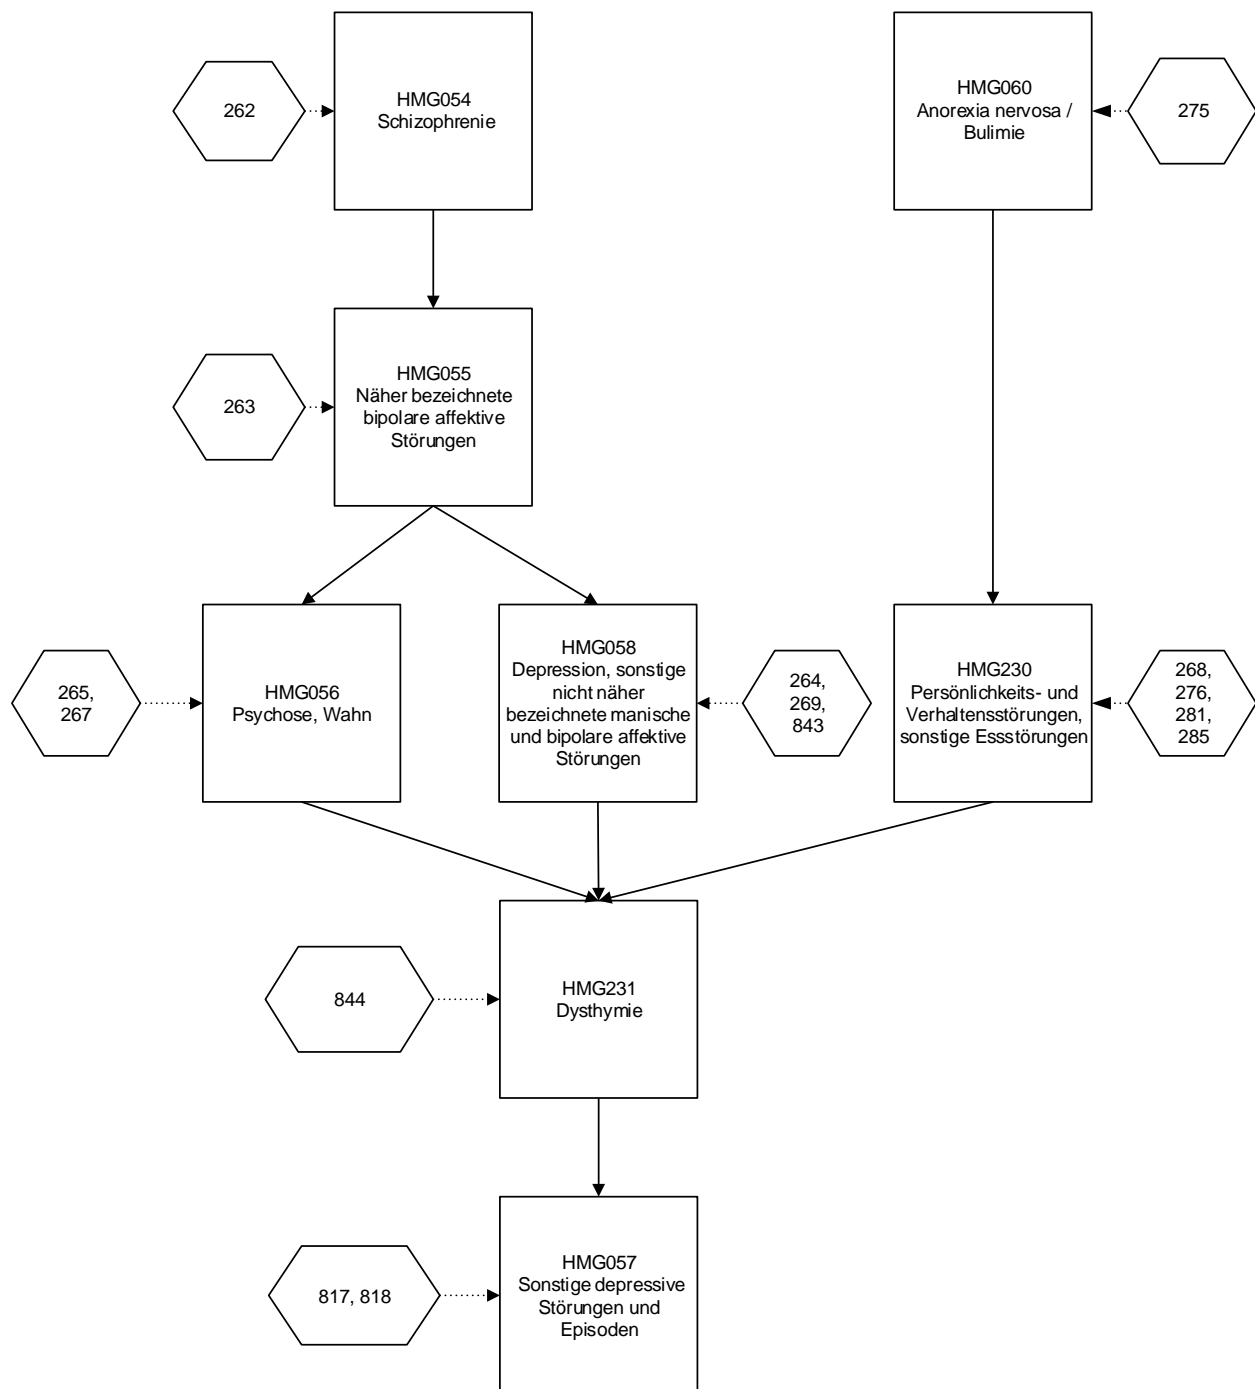 262
HMG054
Schizophrenie
HMG060
Anorexia nervosa /
Bulimie
275
263
HMG055
Näher bezeichnete
bipolare affektive
Störungen
265,
267
HMG056
Psychose, Wahn
HMG058
Depression, sonstige
nicht näher
bezeichnete manische
und bipolare affektive
Störungen
264,
269,
843
HMG230
Persönlichkeits- und
Verhaltensstörungen,
sonstige Essstörungen
268,
276,
281,
285
844
HMG231
Dysthymie
817, 818
HMG057
Sonstige depressive
Störungen und
Episoden